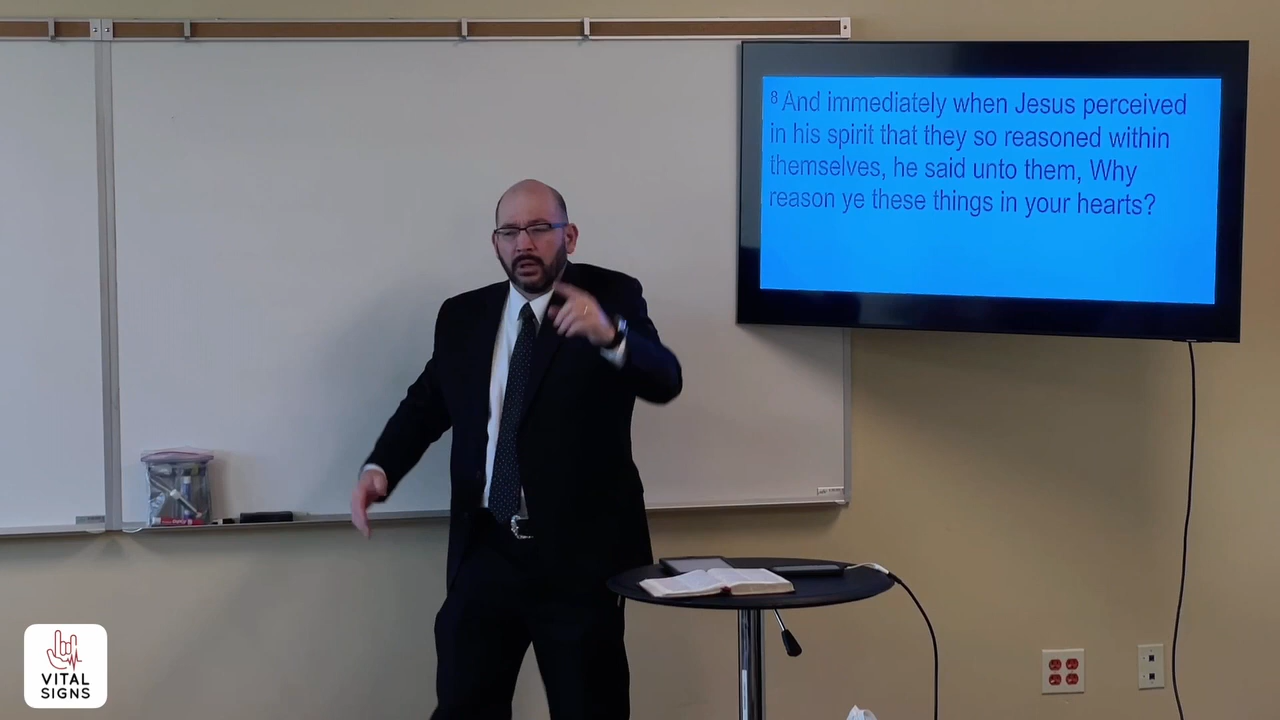 8 And immediately when Jesus perceived
in his spirit that they so reasoned within
themselves, he said unto them, Why
reason ye these things in your hearts?
VITAL
SIGNS